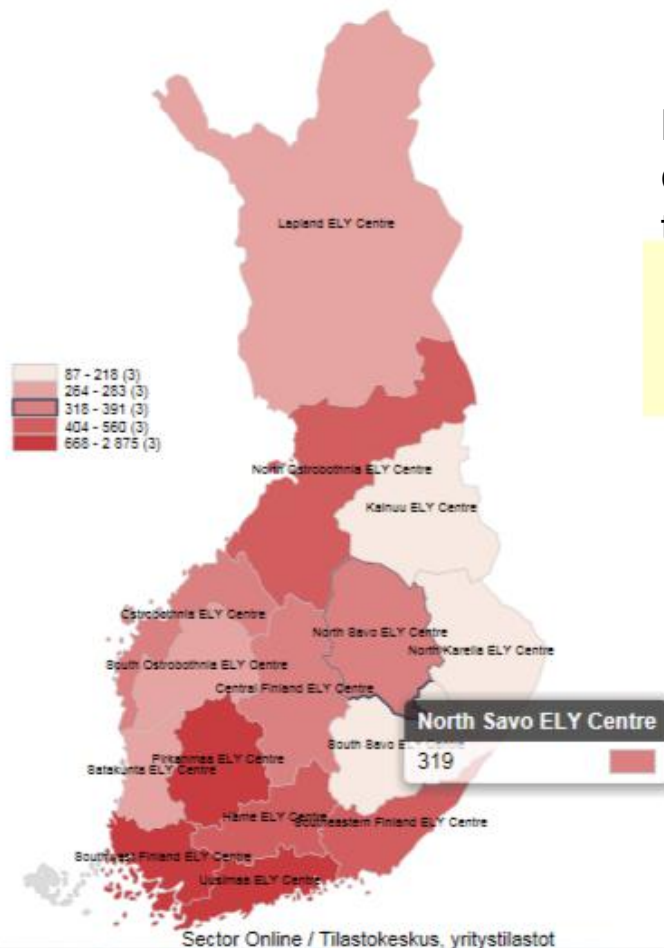 Lapland ELY Centre
87 - 218 (3)
264 - 283 (3)
318 - 391 (3)
404 - 560 (3)
668 - 2 875 (3)
North Ostrobothnia ELY Centre
Kainuu ELY Centre
Ostrobothnia ELY Centre
North Savo ELY Centre
North Karelia ELY Centre
South Ostrobothnia ELY Centre
Central Finland ELY Centre
North Savo ELY Centre
319
South Savo ELY
Pirkanmaa ELY Centre
Satakunta ELY Centre
Häme ELY Centre
Southeastern Finland ELY Centre
Southwest Finland ELY Centre
Uusimaa ELY Centre
Sector Online / Tilastokeskus, yritystilastot